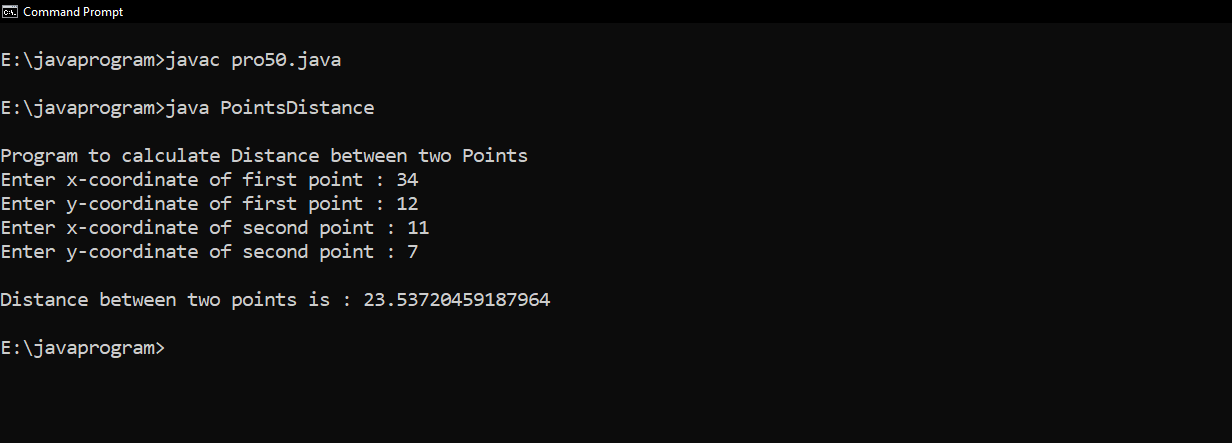 Command Prompt
E:\javaprogram>javac pro50.java
E:\javaprogram>java PointsDistance
Program to calculate Distance between two Points
Enter x-coordinate of first point : 34
Enter y-coordinate of first point : 12
Enter x-coordinate of second point : 11
Enter y-coordinate of second point : 7
Distance between two points is : 23.53720459187964
E:\javaprogram>